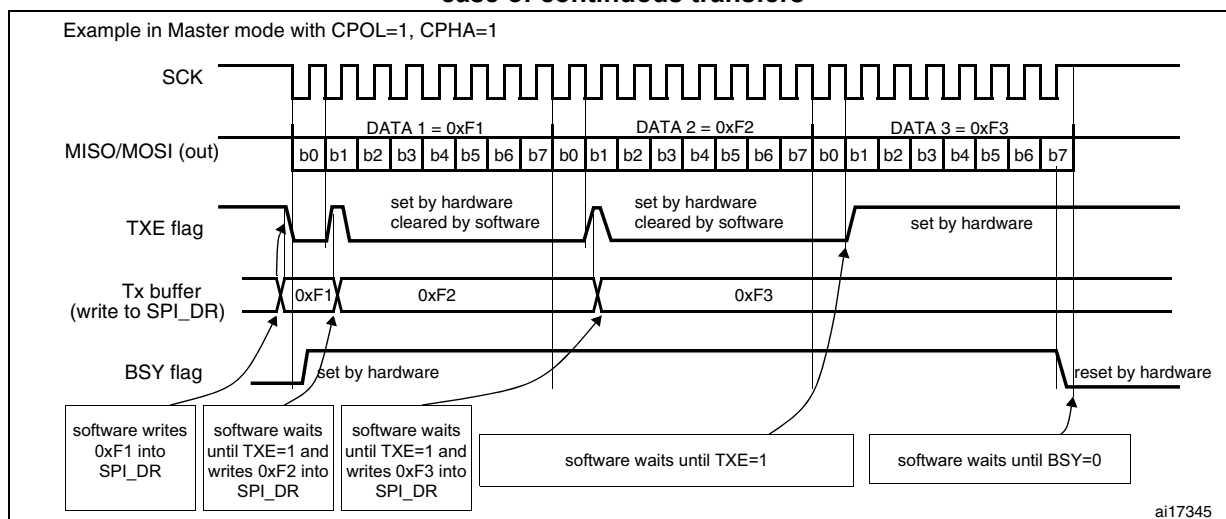 case of continuous transfers
Example in Master mode with CPOL=1, CPHA=1
SCK
DATA 1 = 0xF1 DATA 2 = 0xF2 DATA 3 = 0xF3
MISO/MOSI (out) b0 b1 b2 b3 b4 b5 b6 b7 b0 b1 b2 b3 b4 b5 b6 b7 b0 b1 b2 b3 b4 b5 b6 b7
set by hardware set by hardware
cleared by software cleared by software set by hardware
TXE flag
Tx buffer 0xF1 0xF2 0xF3
(write to SPI_DR)
BSY flag set by hardware reset by hardware
software writes
0xF1 into
SPI_DR
software waits
until TXE=1 and
writes 0xF2 into
SPI_DR
software waits
until TXE=1 and
writes 0xF3 into
SPI_DR
software waits until TXE=1
software waits until BSY=0
ai17345